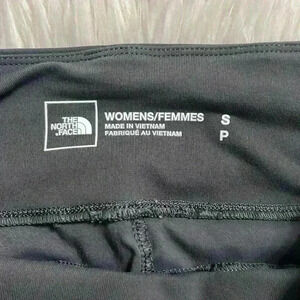 THE
NORTH
FACE
WOMENS/FEMMES
MADE IN VIETNAM
FABRIQUÉ AU VIETNAM
S
P